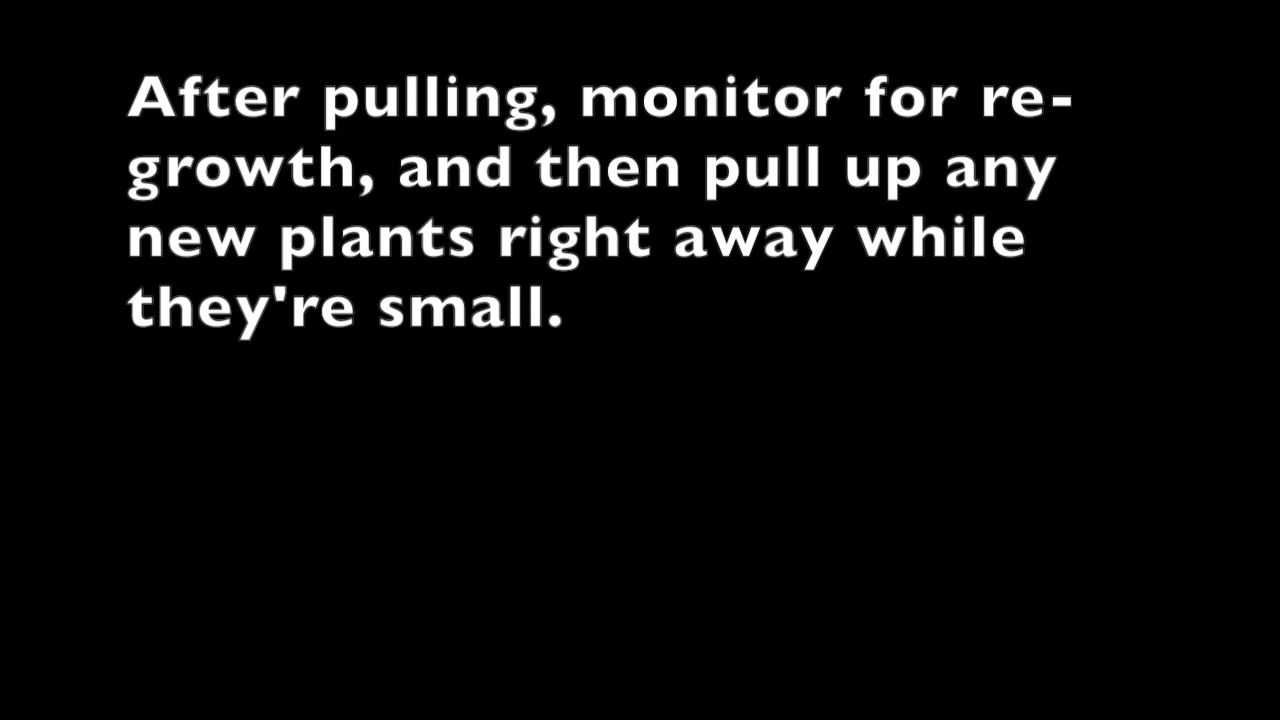 After pulling, monitor for re-
growth, and then pull up any
new plants right away while
they're small.